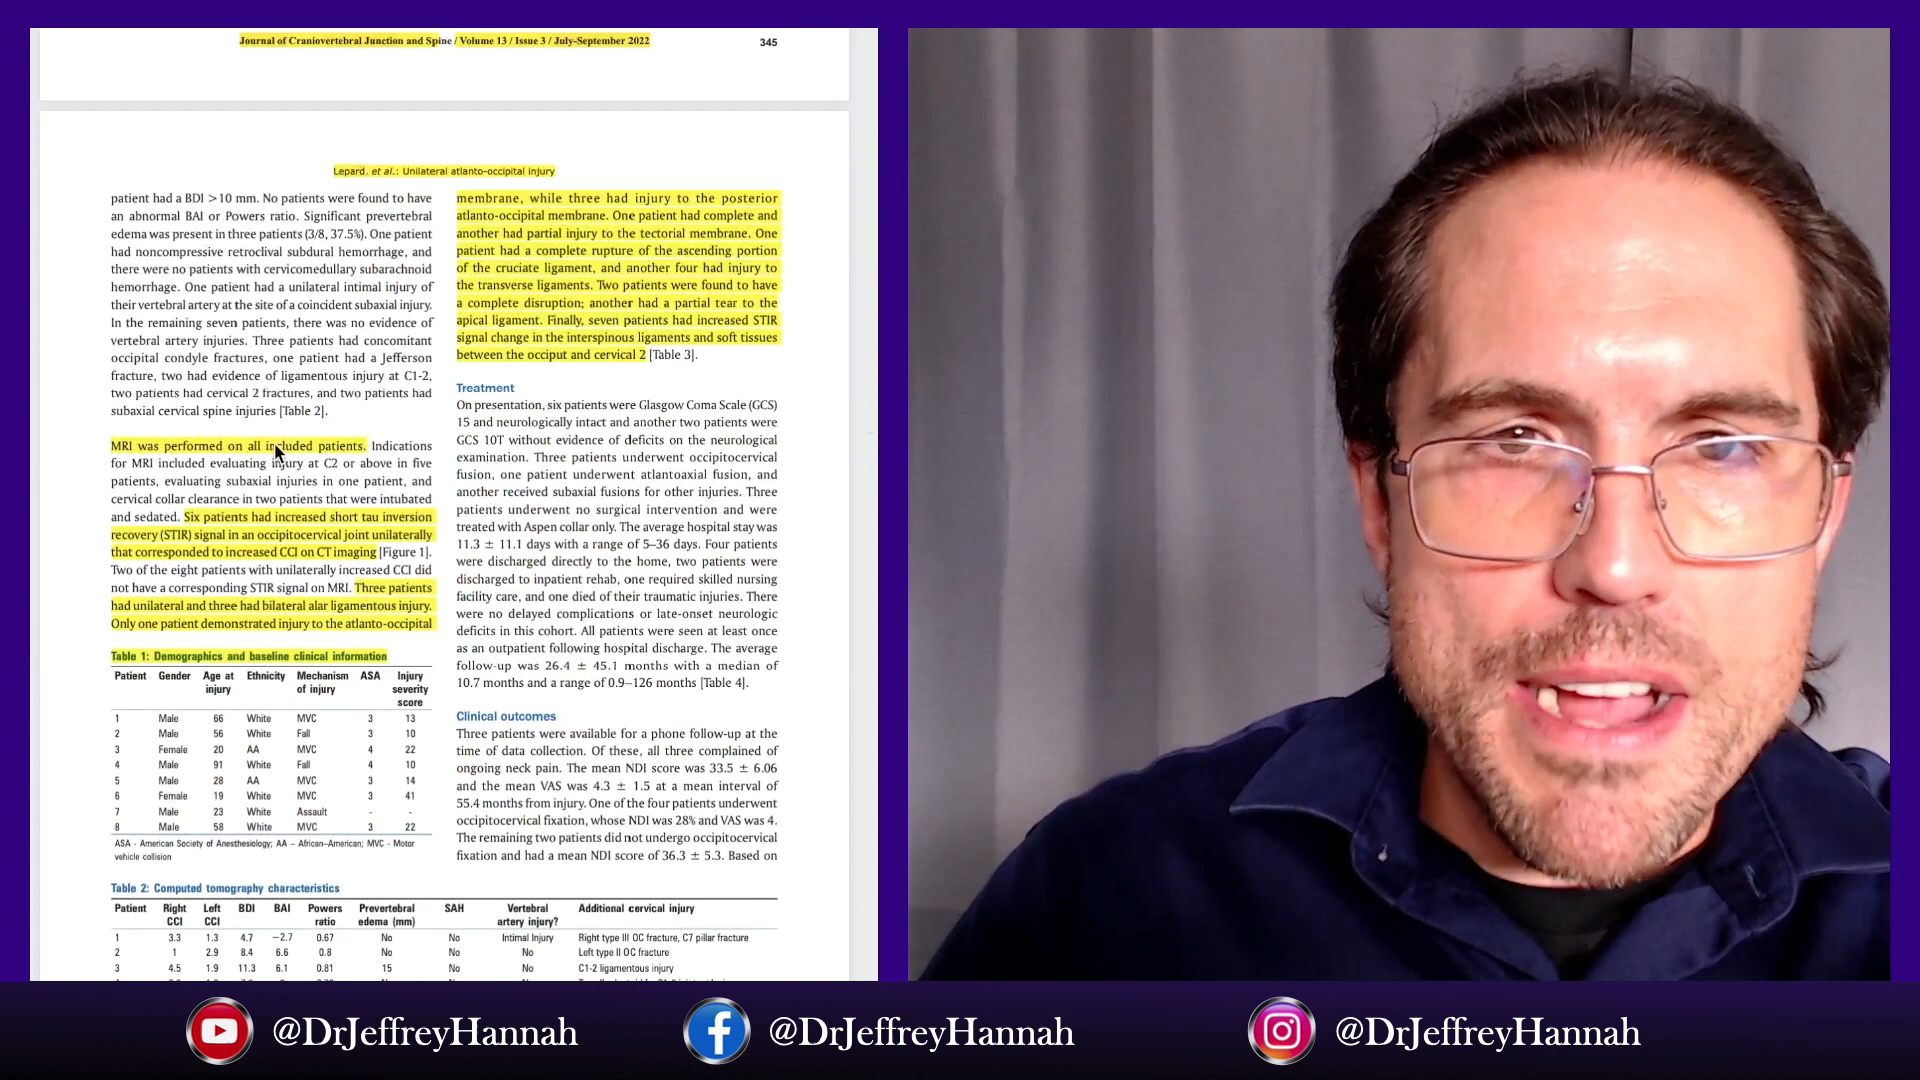 Journal of Craniovertebral Junction and Spine / Volume 13 / Issue 3 / July-September 2022
345
Lepard, et al.: Unilateral atlanto-occipital injury
patient had a BDI >10 mm. No patients were found to have
an abnormal BAI or Powers ratio. Significant prevertebral
edema was present in three patients (3/8, 37.5%). One patient
had noncompressive retroclival subdural hemorrhage, and
there were no patients with cervicomedullary subarachnoid
hemorrhage. One patient had a unilateral intimal injury of
their vertebral artery at the site of a coincident subaxial injury.
In the remaining seven patients, there was no evidence of
vertebral artery injuries. Three patients had concomitant
occipital condyle fractures, one patient had a Jefferson
fracture, two had evidence of ligamentous injury at C1-2,
two patients had cervical 2 fractures, and two patients had
subaxial cervical spine injuries [Table 2].
MRI was performed on all included patients. Indications
for MRI included evaluating injury at C2 or above in five
patients, evaluating subaxial injuries in one patient, and
cervical collar clearance in two patients that were intubated
and sedated. Six patients had increased short tau inversion
recovery (STIR) signal in an occipitocervical joint unilaterally
that corresponded to increased CCI on CT imaging [Figure 1].
Two of the eight patients with unilaterally increased CCI did
not have a corresponding STIR signal on MRI. Three patients
had unilateral and three had bilateral alar ligamentous injury.
Only one patient demonstrated injury to the atlanto-occipital
Table 1: Demographics and baseline clinical information
Patient Gender Age at injury Ethnicity Mechanism of injury ASA Injury severity score
1 Male 66 White MVC 3 13
2 Male 56 White Fall 3 10
3 Female 20 AA MVC 4 22
4 Male 91 White Fall 4 10
5 Male 28 AA MVC 3 14
6 Female 19 White MVC 3 41
7 Male 23 White Assault - -
8 Male 58 White MVC 3 22
ASA - American Society of Anesthesiology; AA – African–American; MVC - Motor
vehicle collision
membrane, while three had injury to the posterior
atlanto-occipital membrane. One patient had complete and
another had partial injury to the tectorial membrane. One
patient had a complete rupture of the ascending portion
of the cruciate ligament, and another four had injury to
the transverse ligaments. Two patients were found to have
a complete disruption; another had a partial tear to the
apical ligament. Finally, seven patients had increased STIR
signal change in the interspinous ligaments and soft tissues
between the occiput and cervical 2 [Table 3].
Treatment
On presentation, six patients were Glasgow Coma Scale (GCS)
15 and neurologically intact and another two patients were
GCS 10T without evidence of deficits on the neurological
examination. Three patients underwent occipitocervical
fusion, one patient underwent atlantoaxial fusion, and
another received subaxial fusions for other injuries. Three
patients underwent no surgical intervention and were
treated with Aspen collar only. The average hospital stay was
11.3 ± 11.1 days with a range of 5–36 days. Four patients
were discharged directly to the home, two patients were
discharged to inpatient rehab, one required skilled nursing
facility care, and one died of their traumatic injuries. There
were no delayed complications or late-onset neurologic
deficits in this cohort. All patients were seen at least once
as an outpatient following hospital discharge. The average
follow-up was 26.4 ± 45.1 months with a median of
10.7 months and a range of 0.9–126 months [Table 4].
Clinical outcomes
Three patients were available for a phone follow-up at the
time of data collection. Of these, all three complained of
ongoing neck pain. The mean NDI score was 33.5 ± 6.06
and the mean VAS was 4.3 ± 1.5 at a mean interval of
55.4 months from injury. One of the four patients underwent
occipitocervical fixation, whose NDI was 28% and VAS was 4.
The remaining two patients did not undergo occipitocervical
fixation and had a mean NDI score of 36.3 ± 5.3. Based on
Table 2: Computed tomography characteristics
Patient Right CCI Left CCI BDI BAI Powers ratio Prevertebral edema (mm) SAH Vertebral artery injury? Additional cervical injury
1 3.3 1.3 4.7 −2.7 0.67 No No Intimal Injury Right type III OC fracture, C7 pillar fracture
2 1 2.9 8.4 6.6 0.8 No No No Left type II OC fracture
3 4.5 1.9 11.3 6.1 0.81 15 No No C1-2 ligamentous injury
@DrJeffreyHannah
@DrJeffreyHannah
@DrJeffreyHannah